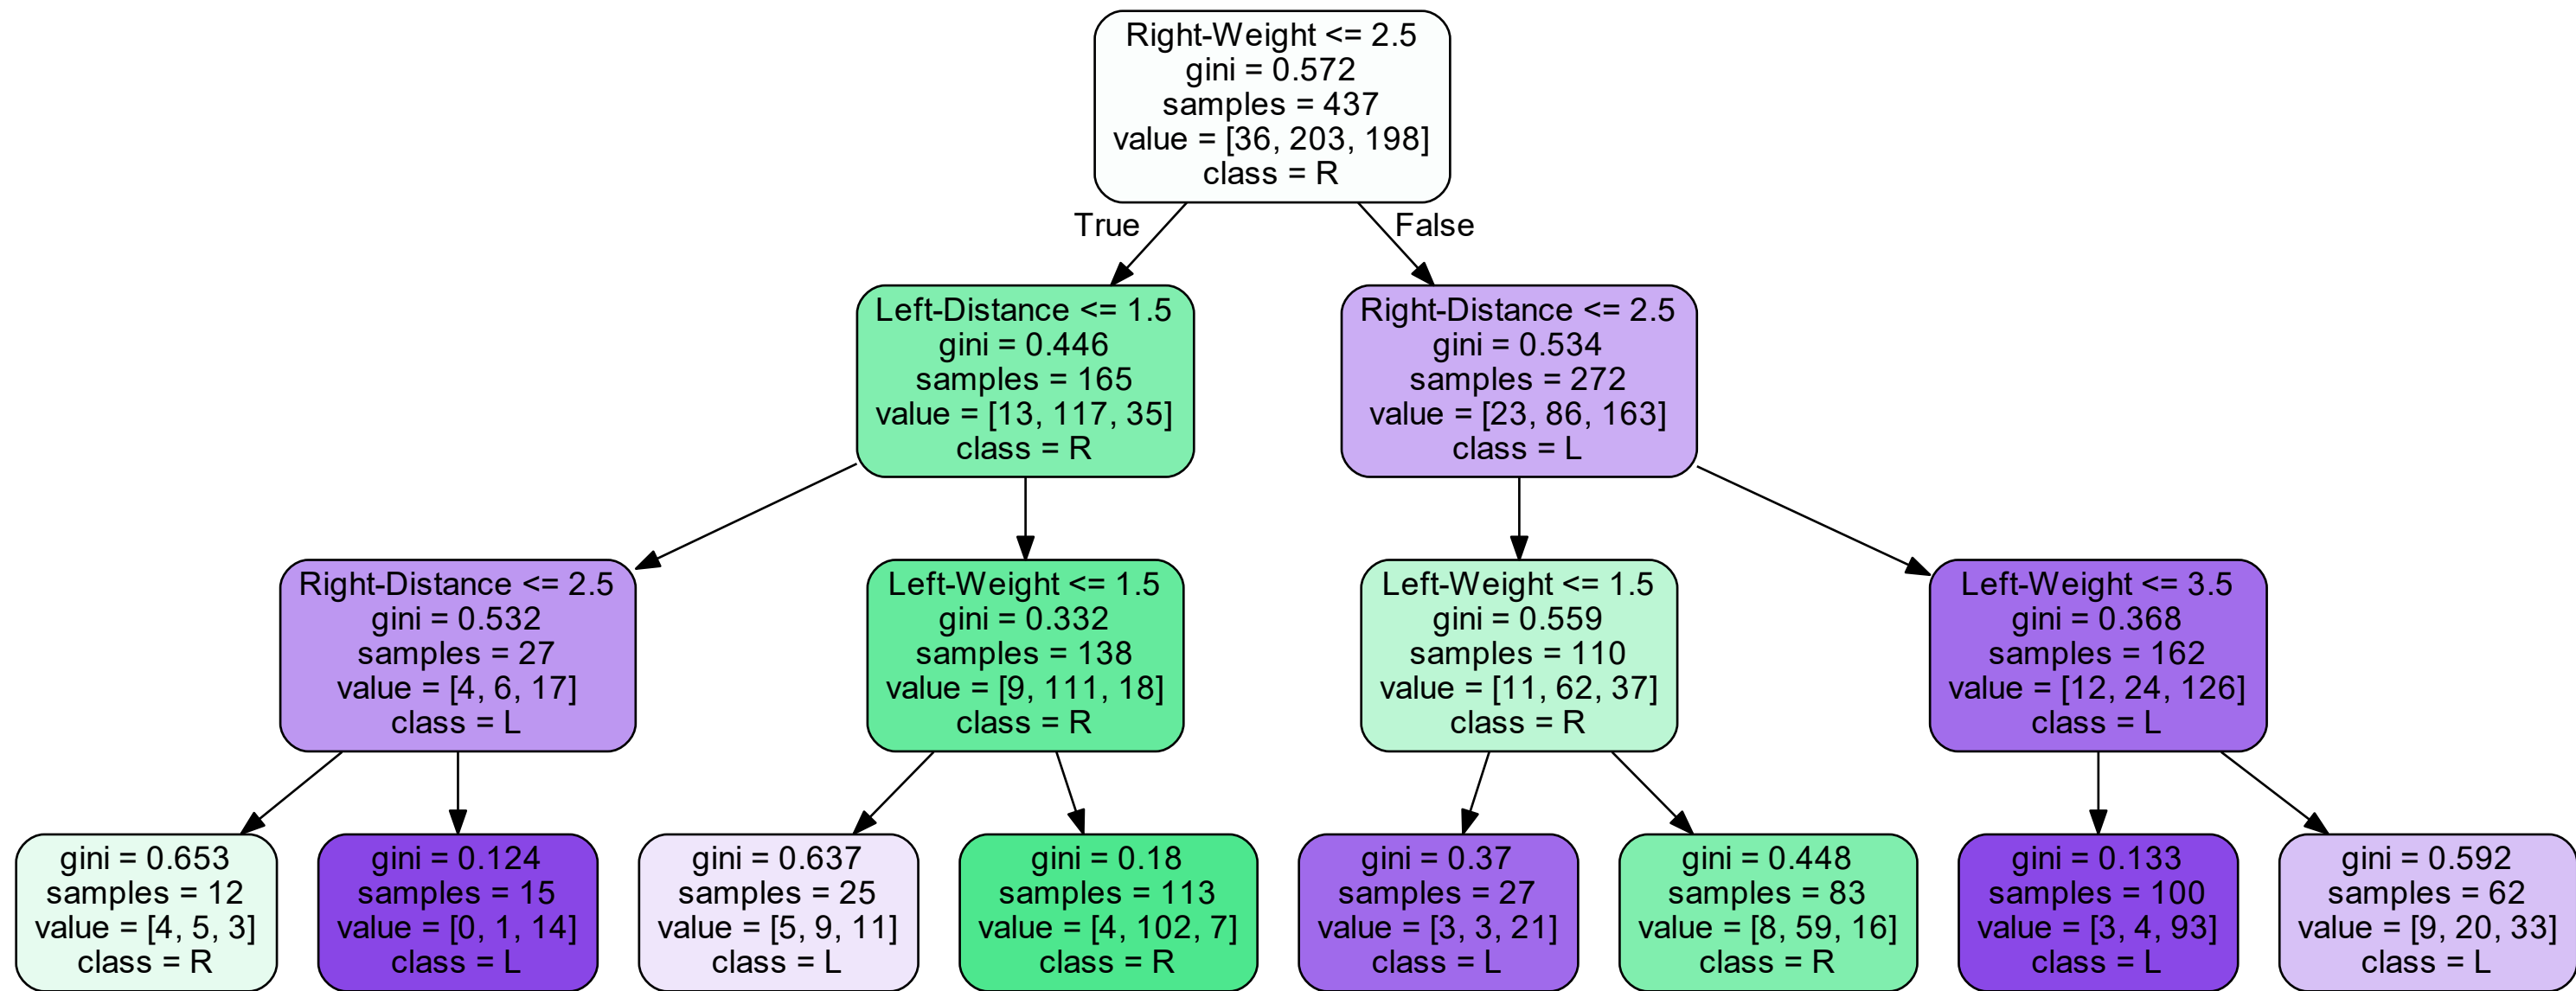 Right-Weight <= 2.5
gini = 0.572
samples = 437
value = [36, 203, 198]
class = R
True
False
Left-Distance <= 1.5
gini = 0.446
samples = 165
value = [13, 117, 35]
class = R
Right-Distance <= 2.5
gini = 0.534
samples = 272
value = [23, 86, 163]
class = L
Right-Distance <= 2.5
gini = 0.532
samples = 27
value = [4, 6, 17]
class = L
Left-Weight <= 1.5
gini = 0.332
samples = 138
value = [9, 111, 18]
class = R
Left-Weight <= 1.5
gini = 0.559
samples = 110
value = [11, 62, 37]
class = R
Left-Weight <= 3.5
gini = 0.368
samples = 162
value = [12, 24, 126]
class = L
gini = 0.653
samples = 12
value = [4, 5, 3]
class = R
gini = 0.124
samples = 15
value = [0, 1, 14]
class = L
gini = 0.637
samples = 25
value = [5, 9, 11]
class = L
gini = 0.18
samples = 113
value = [4, 102, 7]
class = R
gini = 0.37
samples = 27
value = [3, 3, 21]
class = L
gini = 0.448
samples = 83
value = [8, 59, 16]
class = R
gini = 0.133
samples = 100
value = [3, 4, 93]
class = L
gini = 0.592
samples = 62
value = [9, 20, 33]
class = L